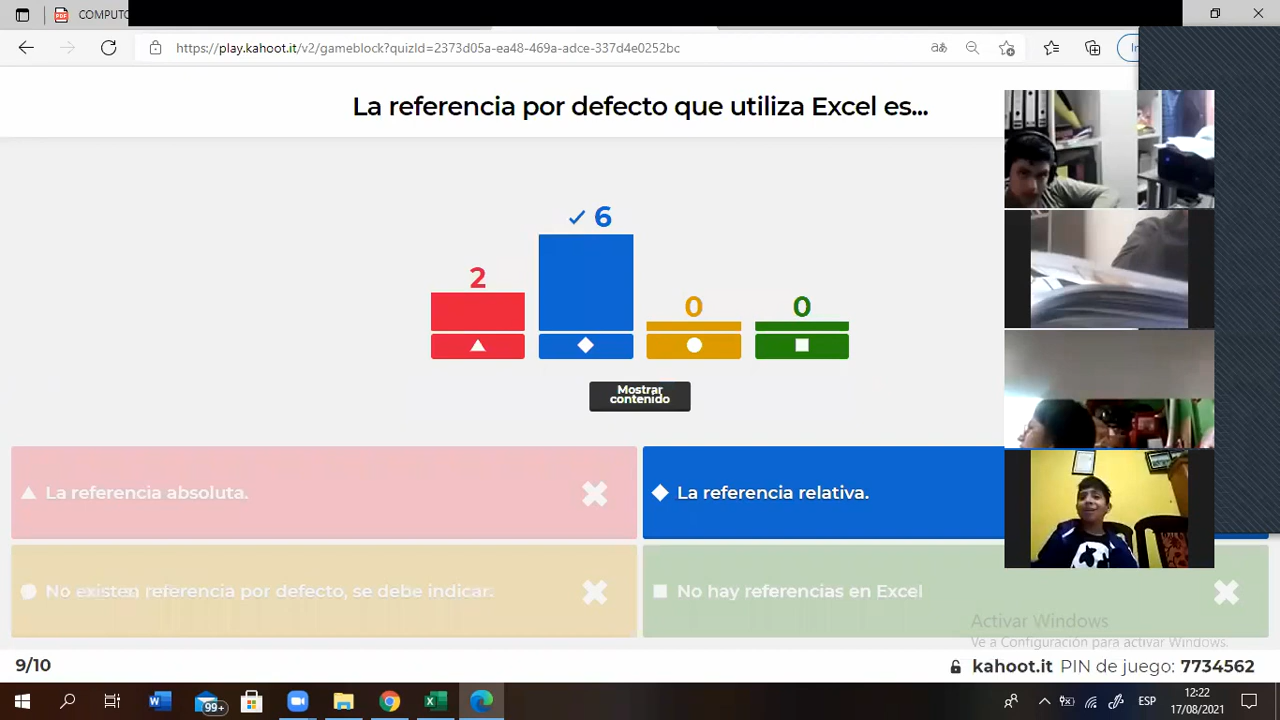 COMPUTO
https://play.kahoot.it/v2/gameblock?quizId=2373d05a-ea48-469a-adce-337d4e0252bc
La referencia por defecto que utiliza Excel es...
2
6
0
0
Mostrar
contenido
La referencia absoluta.
La referencia relativa.
No existen referencia por defecto, se debe indicar.
No hay referencias en Excel
Activar Windows
Ve a Configuración para activar Windows.
9/10
kahoot.it PIN de juego: 7734562
99+
ESP
12:22
17/08/2021